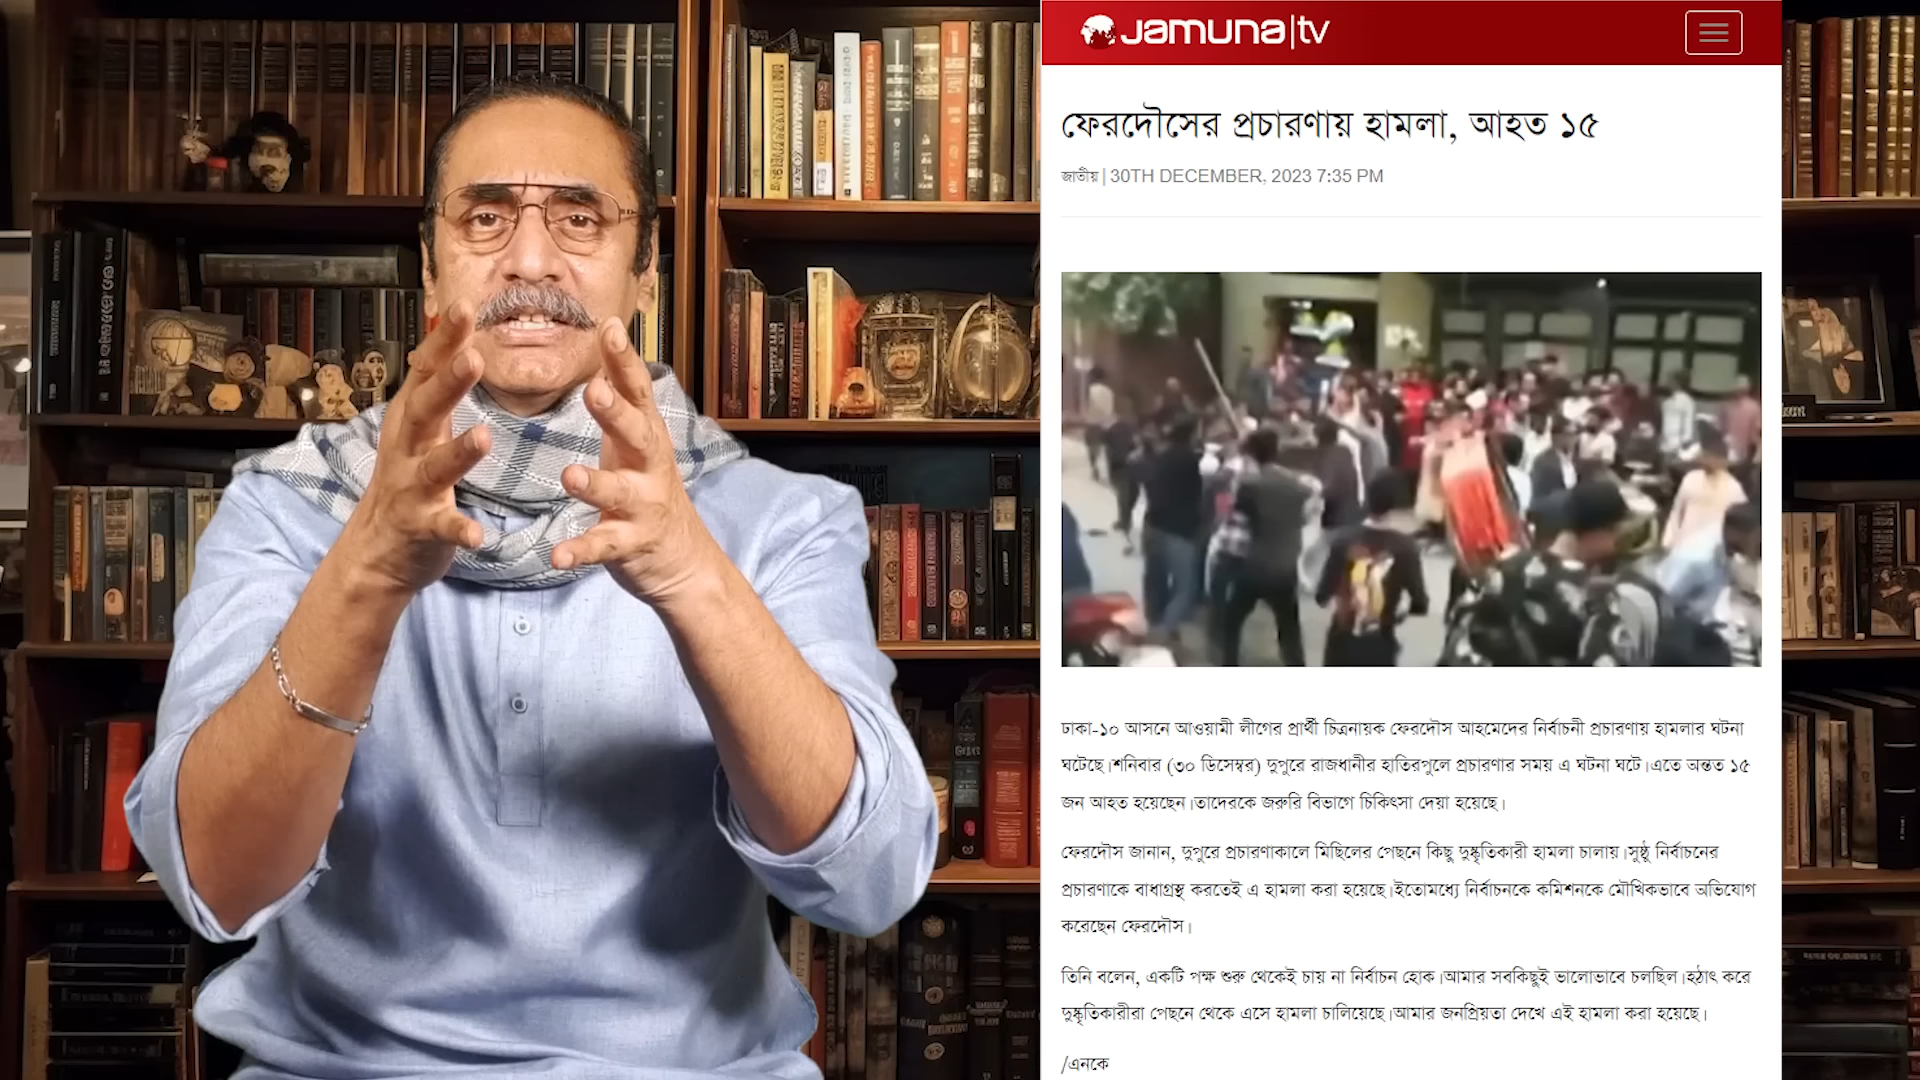 Jamuna|tv
ফেরদৌসের প্রচারণায় হামলা, আহত ১৫
জাতীয় | 30TH DECEMBER, 2023 7:35 PM
ঢাকা-১০ আসনে আওয়ামী লীগের প্রার্থী চিত্রনায়ক ফেরদৌস আহমেদের নির্বাচনী প্রচারণায় হামলার ঘটনা
ঘটেছে।শনিবার (৩০ ডিসেম্বর) দুপুরে রাজধানীর হাতিরপুলে প্রচারণার সময় এ ঘটনা ঘটে।এতে অন্তত ১৫
জন আহত হয়েছেন।তাদেরকে জরুরি বিভাগে চিকিৎসা দেয়া হয়েছে।
ফেরদৌস জানান, দুপুরে প্রচারণাকালে মিছিলের পেছনে কিছু দুষ্কৃতিকারী হামলা চালায়।সুষ্ঠু নির্বাচনের
প্রচারণাকে বাধাগ্রস্থ করতেই এ হামলা করা হয়েছে।ইতোমধ্যে নির্বাচনকে কমিশনকে মৌখিকভাবে অভিযোগ
করেছেন ফেরদৌস।
তিনি বলেন, একটি পক্ষ শুরু থেকেই চায় না নির্বাচন হোক।আমার সবকিছুই ভালোভাবে চলছিল।হঠাৎ করে
দুষ্কৃতিকারীরা পেছনে থেকে এসে হামলা চালিয়েছে।আমার জনপ্রিয়তা দেখে এই হামলা করা হয়েছে।
/এনকে